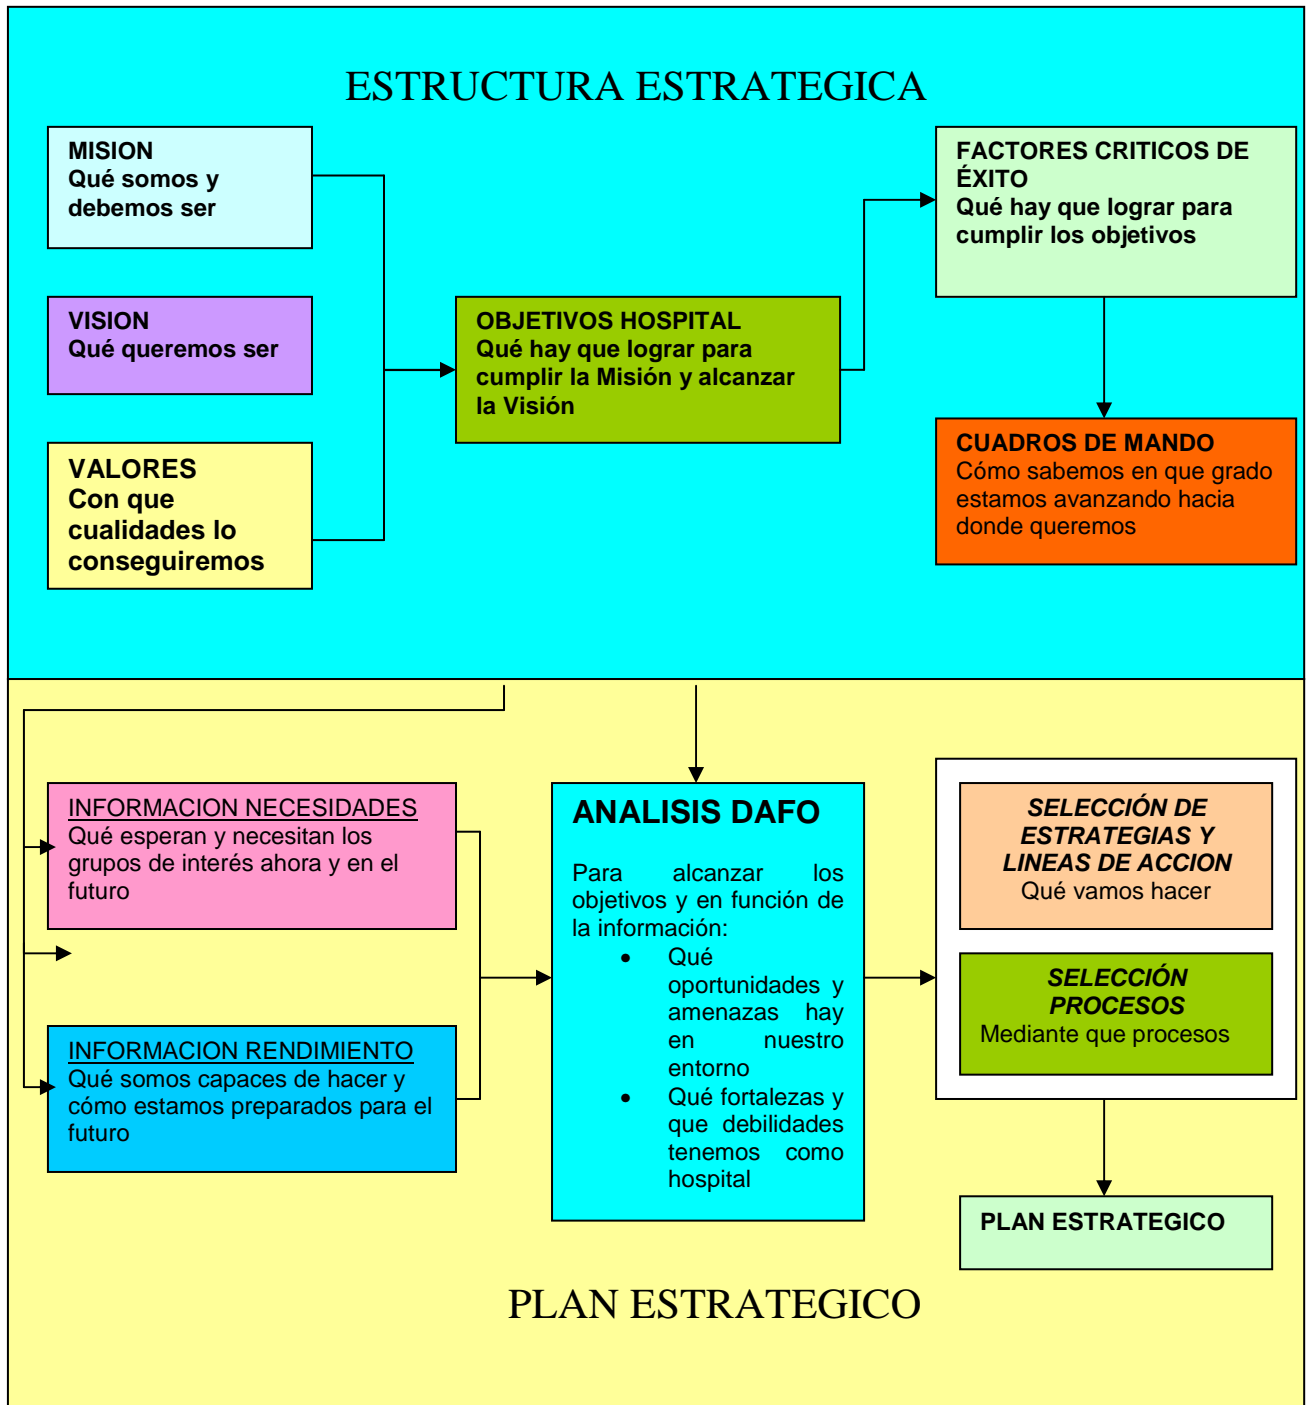 ESTRUCTURA ESTRATEGICA
MISION
Qué somos y
debemos ser
VISION
Qué queremos ser
VALORES
Con que
cualidades lo
conseguiremos
OBJETIVOS HOSPITAL
Qué hay que lograr para
cumplir la Misión y alcanzar
la Visión
FACTORES CRITICOS DE
ÉXITO
Qué hay que lograr para
cumplir los objetivos
CUADROS DE MANDO
Cómo sabemos en que grado
estamos avanzando hacia
donde queremos
INFORMACION NECESIDADES
Qué esperan y necesitan los
grupos de interés ahora y en el
futuro
INFORMACION RENDIMIENTO
Qué somos capaces de hacer y
cómo estamos preparados para el
futuro
ANALISIS DAFO
Para alcanzar los
objetivos y en función de
la información:
• Qué
oportunidades y
amenazas hay
en nuestro
entorno
• Qué fortalezas y
que debilidades
tenemos como
hospital
SELECCIÓN DE
ESTRATEGIAS Y
LINEAS DE ACCION
Qué vamos hacer
SELECCIÓN
PROCESOS
Mediante que procesos
PLAN ESTRATEGICO
PLAN ESTRATEGICO